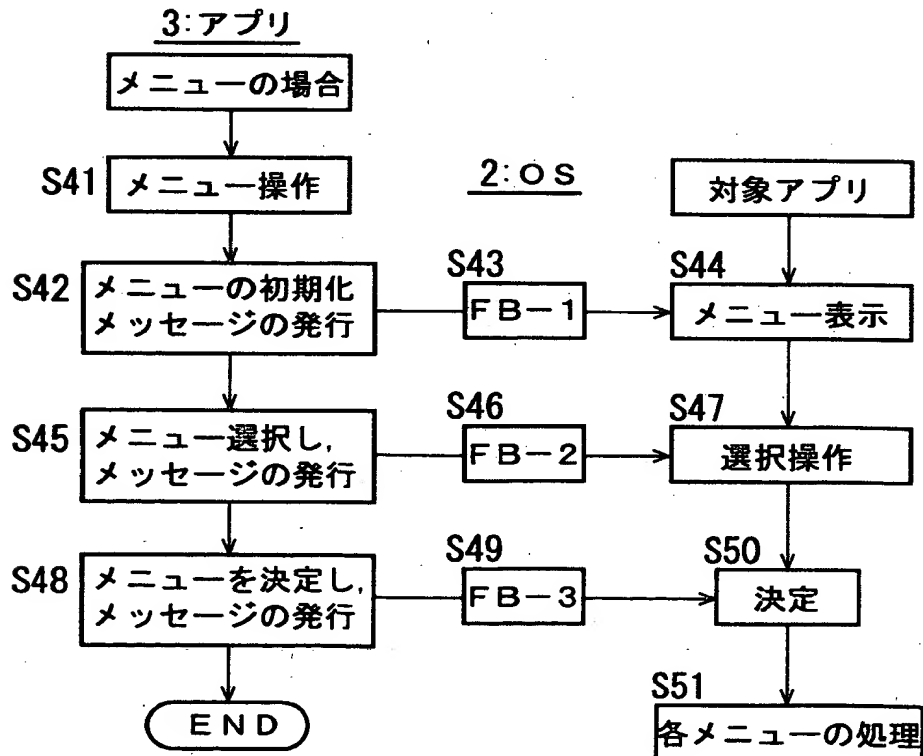 3:アプリ
メニューの場合
S41
メニュー操作
2:OS
対象アプリ
S42
メニューの初期化
メッセージの発行
S43
FB-1
S44
メニュー表示
S45
メニュー選択し,
メッセージの発行
S46
FB-2
S47
選択操作
S48
メニューを決定し,
メッセージの発行
S49
FB-3
S50
決定
END
S51
各メニューの処理